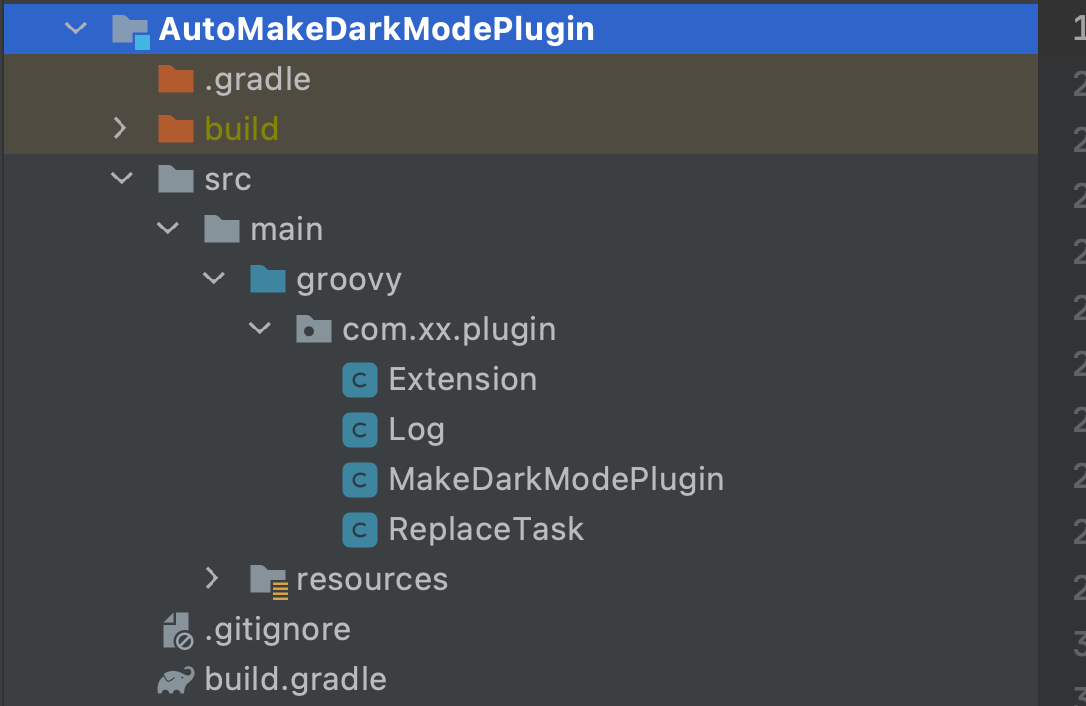 AutoMakeDarkModePlugin
.gradle
build
src
main
groovy
com.xx.plugin
C Extension
C Log
C MakeDarkModePlugin
C ReplaceTask
resources
.gitignore
build.gradle